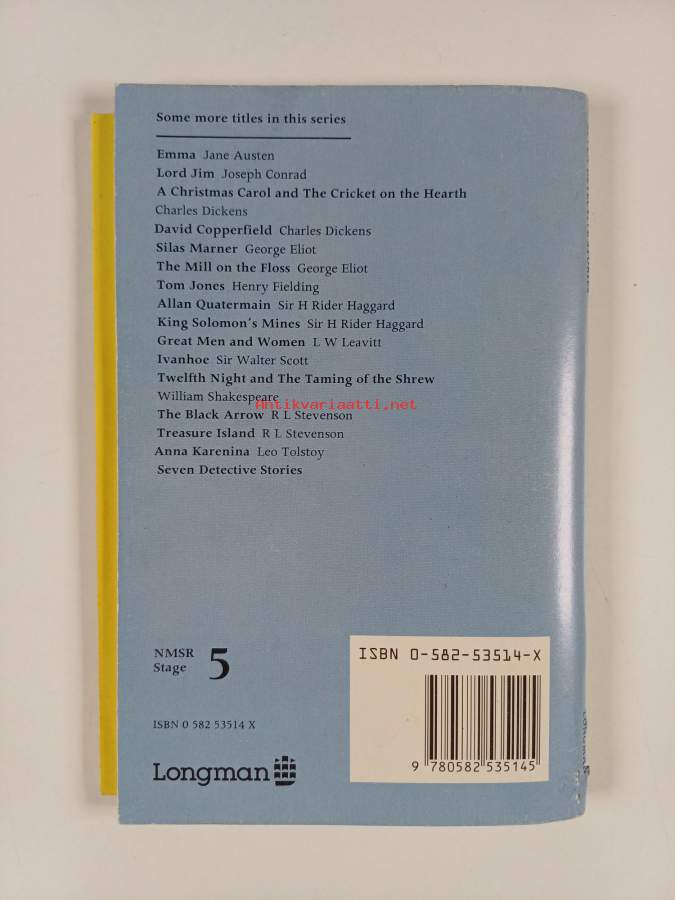 Some more titles in this series
Emma Jane Austen
Lord Jim Joseph Conrad
A Christmas Carol and The Cricket on the Hearth
Charles Dickens
David Copperfield Charles Dickens
Silas Marner George Eliot
The Mill on the Floss George Eliot
Tom Jones Henry Fielding
Allan Quatermain Sir H Rider Haggard
King Solomon's Mines Sir H Rider Haggard
Great Men and Women L W Leavitt
Ivanhoe Sir Walter Scott
Twelfth Night and The Taming of the Shrew
William Shakespeare
Antikvariaatti.net
The Black Arrow R L Stevenson
Treasure Island R L Stevenson
Anna Karenina Leo Tolstoy
Seven Detective Stories
NMSR
Stage 5
ISBN 0 582 53514 X
Longman
ISBN 0-582-53514-X
9 780582 535145